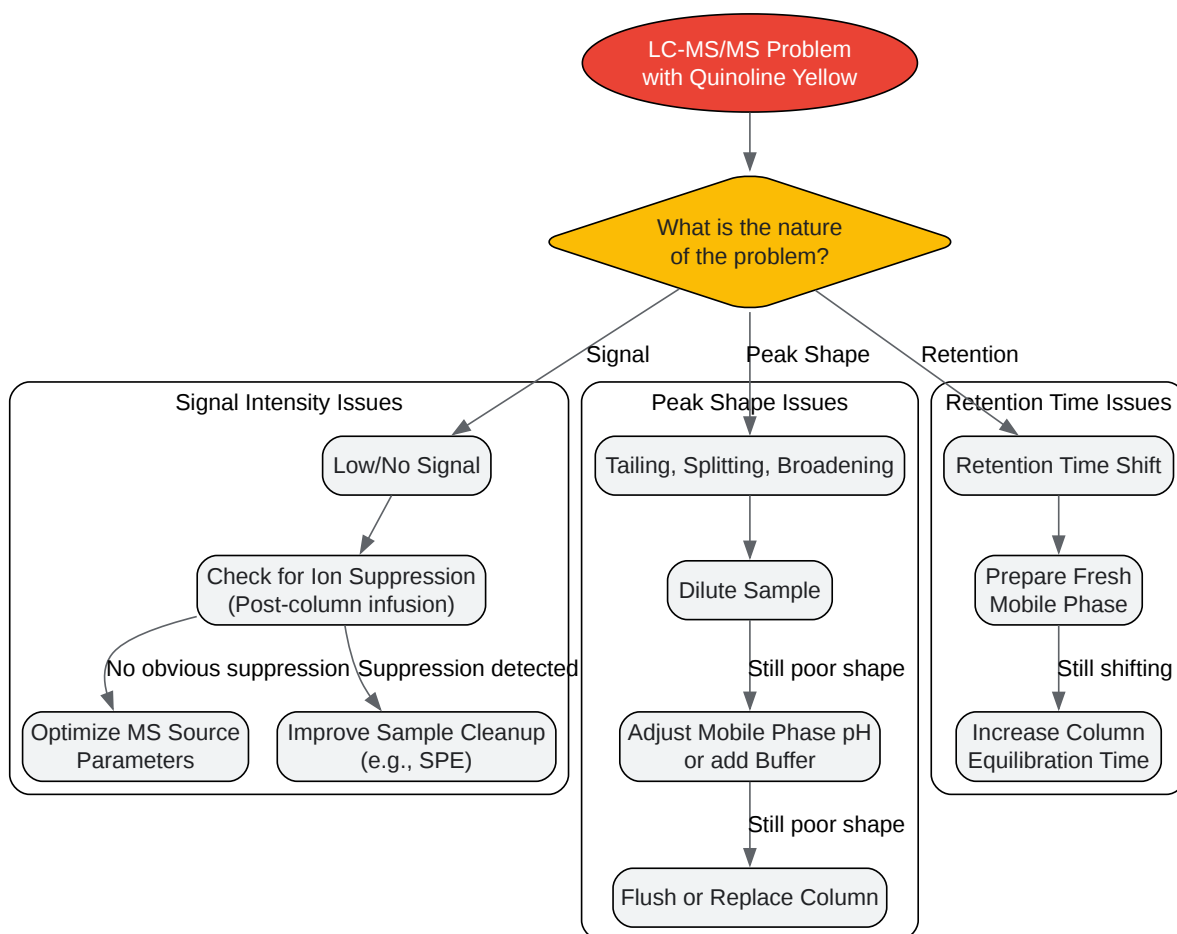 LC-MS/MS Problem
with Quinoline Yellow
What is the nature
of the problem?
Signal
Peak Shape
Retention
Signal Intensity Issues
Low/No Signal
Check for Ion Suppression
(Post-column infusion)
No obvious suppression
Suppression detected
Optimize MS Source
Parameters
Improve Sample Cleanup
(e.g., SPE)
Peak Shape Issues
Tailing, Splitting, Broadening
Dilute Sample
Still poor shape
Adjust Mobile Phase pH
or add Buffer
Still poor shape
Flush or Replace Column
Retention Time Issues
Retention Time Shift
Prepare Fresh
Mobile Phase
Still shifting
Increase Column
Equilibration Time